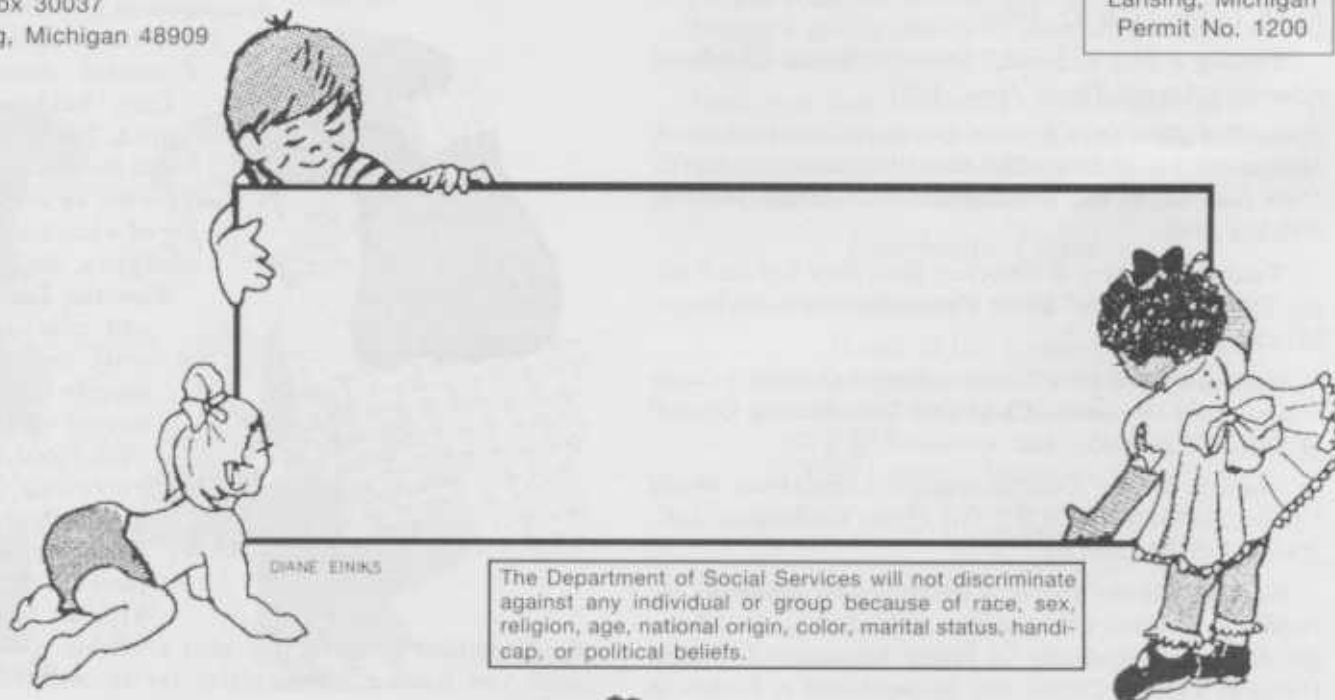 ox 30037
g, Michigan 48909
Lansing, Michigan
Permit No. 1200
DIANE EINIKS
The Department of Social Services will not discriminate
against any individual or group because of race, sex,
religion, age, national origin, color, marital status, handi-
cap, or political beliefs.